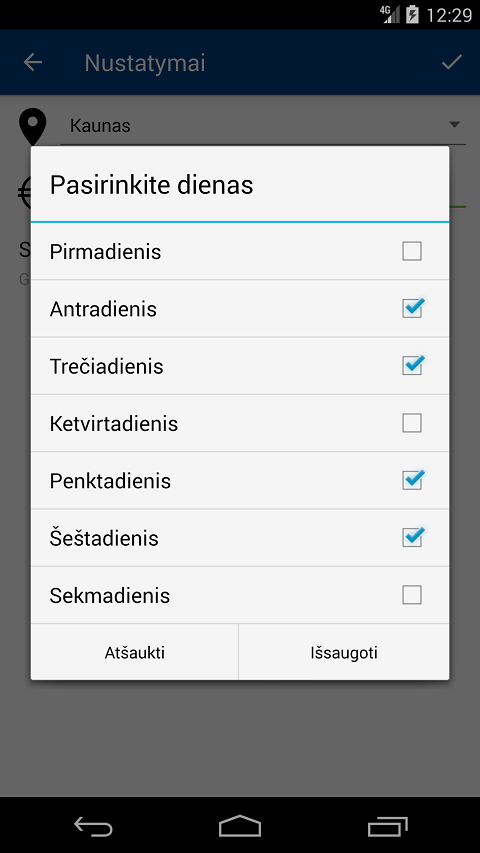 4G 12:29
Nustatymai
Kaunas
€
Pasirinkite dienas
S
G
Pirmadienis
Antradienis
Trečiadienis
Ketvirtadienis
Penktadienis
Šeštadienis
Sekmadienis
Atšaukti Išsaugoti